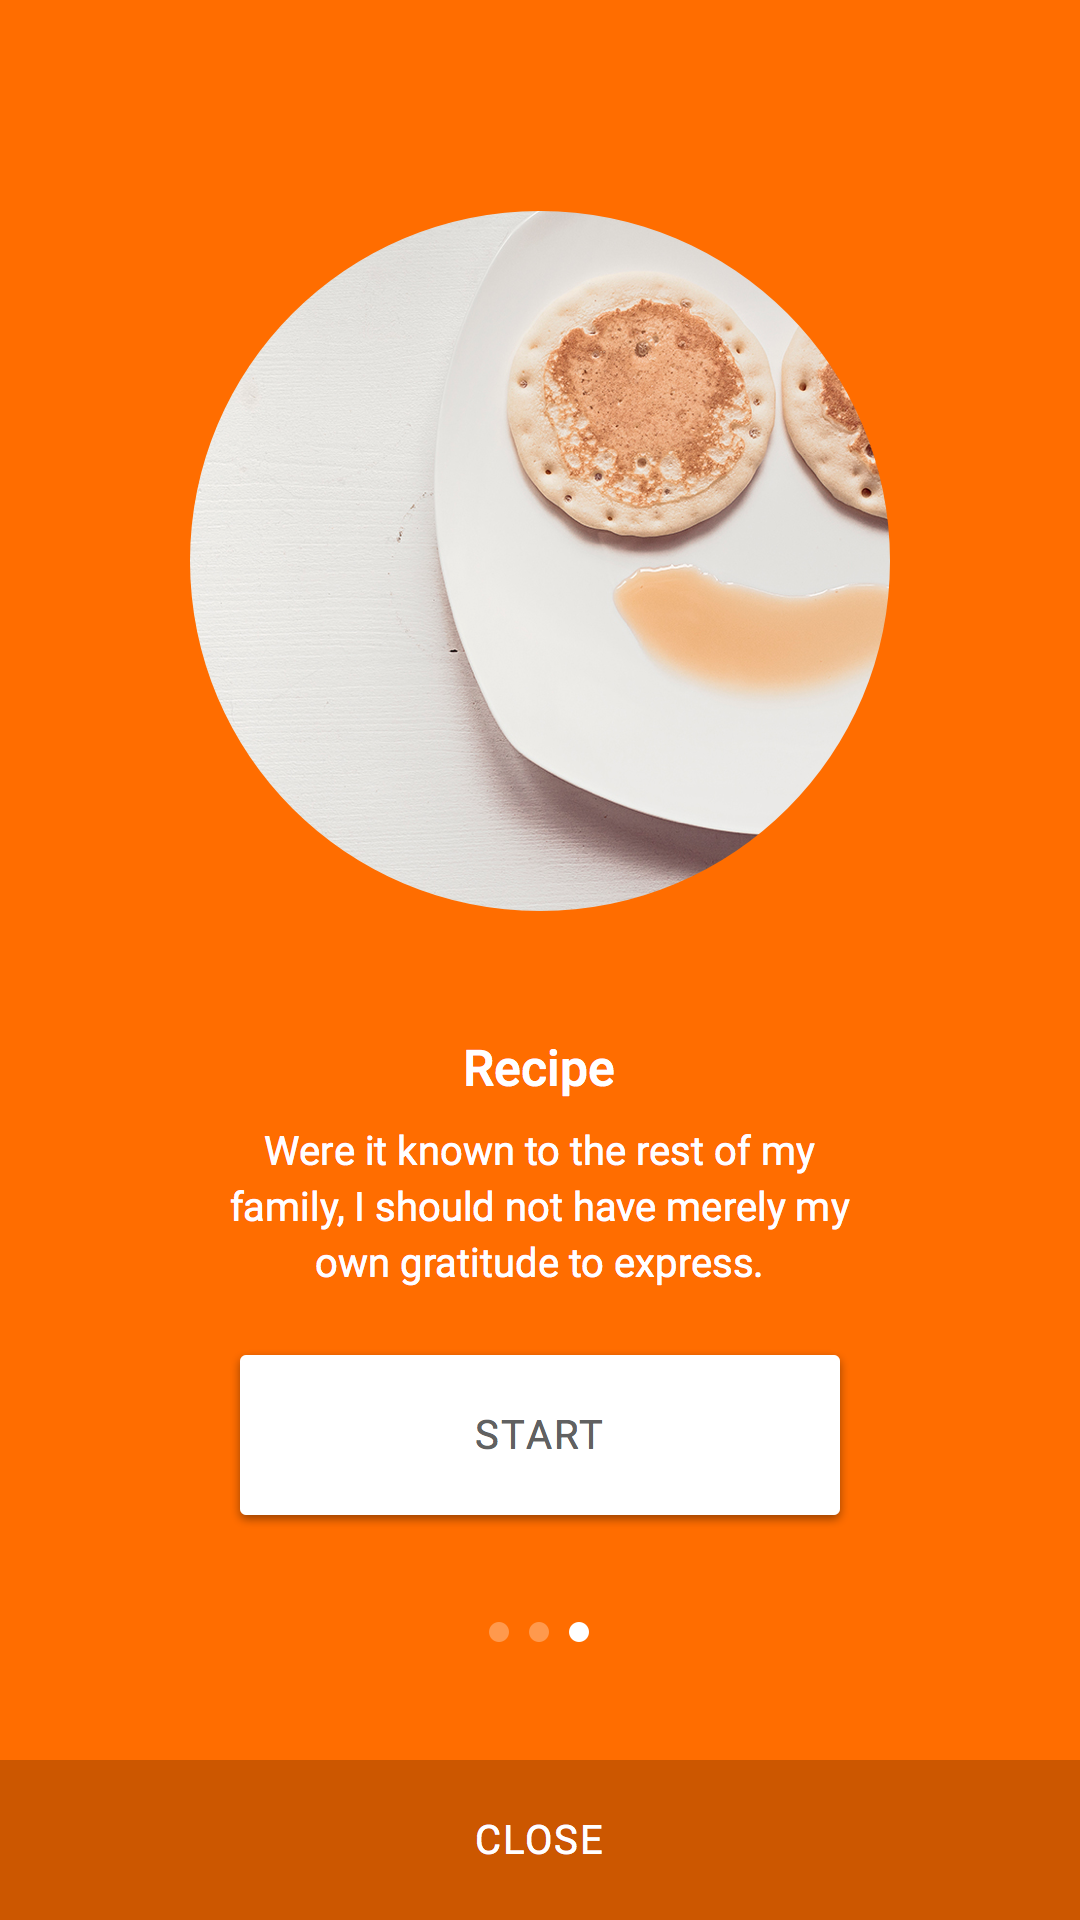 Recipe
Were it known to the rest of my
family, I should not have merely my
own gratitude to express.
START
CLOSE